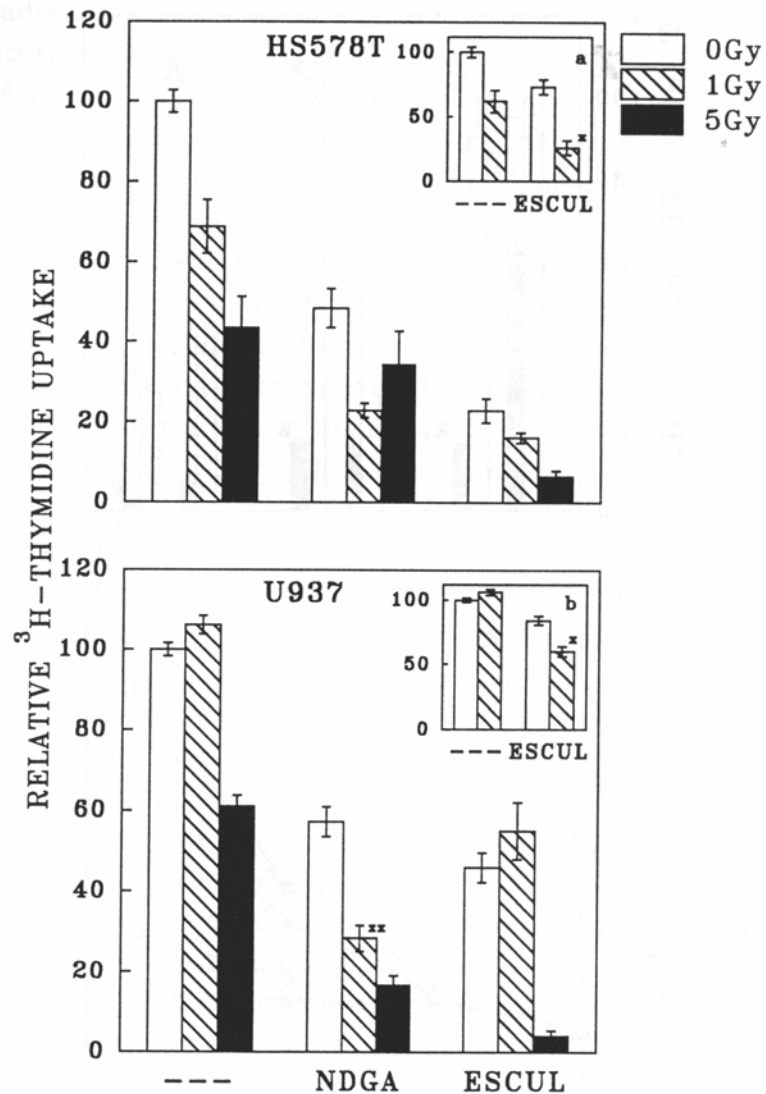 HS578T
120
100
80
60
40
20
0
a
100
50
0
x
--- ESCUL
0Gy
1Gy
5Gy
RELATIVE ³H-THYMIDINE UPTAKE
U937
120
100
80
60
40
20
0
b
100
50
0
x
--- ESCUL
xx
--- NDGA ESCUL